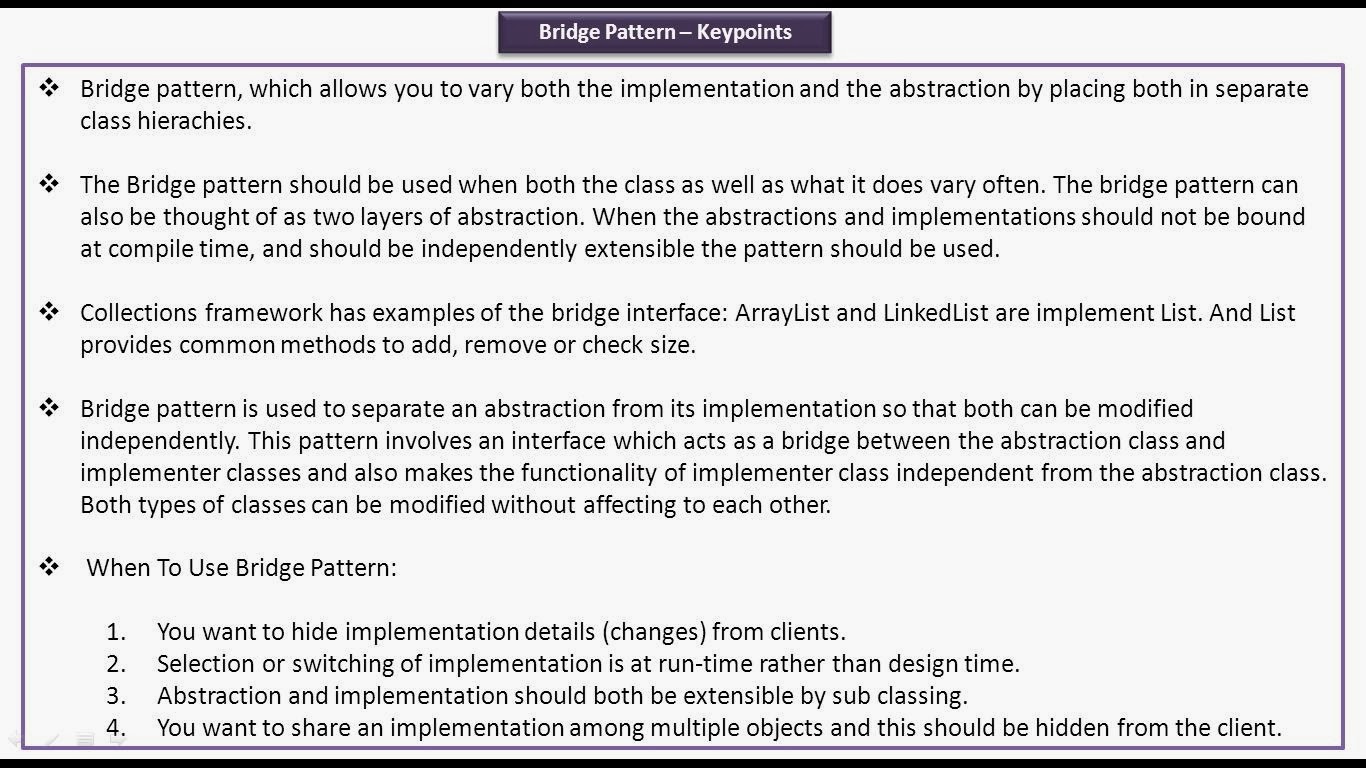 Bridge Pattern – Keypoints
❖ Bridge pattern, which allows you to vary both the implementation and the abstraction by placing both in separate
class hierachies.
❖ The Bridge pattern should be used when both the class as well as what it does vary often. The bridge pattern can
also be thought of as two layers of abstraction. When the abstractions and implementations should not be bound
at compile time, and should be independently extensible the pattern should be used.
❖ Collections framework has examples of the bridge interface: ArrayList and LinkedList are implement List. And List
provides common methods to add, remove or check size.
❖ Bridge pattern is used to separate an abstraction from its implementation so that both can be modified
independently. This pattern involves an interface which acts as a bridge between the abstraction class and
implementer classes and also makes the functionality of implementer class independent from the abstraction class.
Both types of classes can be modified without affecting to each other.
❖ When To Use Bridge Pattern:
1. You want to hide implementation details (changes) from clients.
2. Selection or switching of implementation is at run-time rather than design time.
3. Abstraction and implementation should both be extensible by sub classing.
4. You want to share an implementation among multiple objects and this should be hidden from the client.